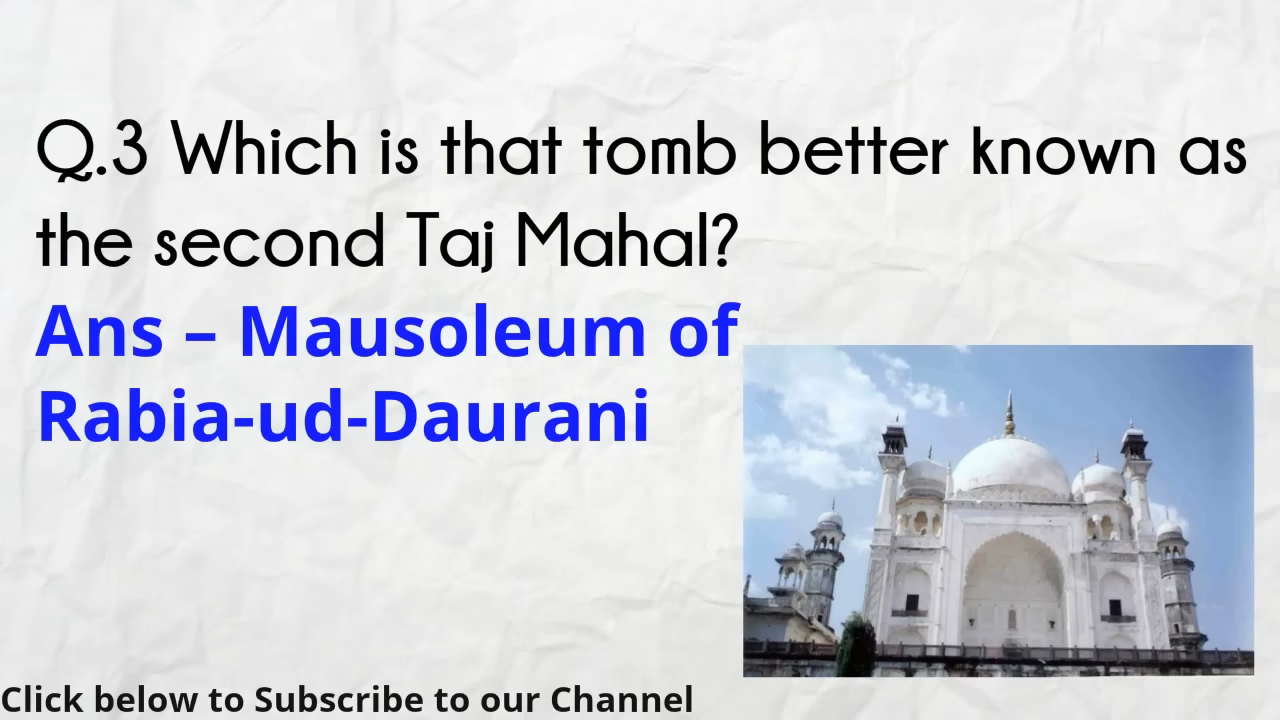 Q.3 Which is that tomb better known as
the second Taj Mahal?
Ans – Mausoleum of
Rabia-ud-Daurani
Click below to Subscribe to our Channel